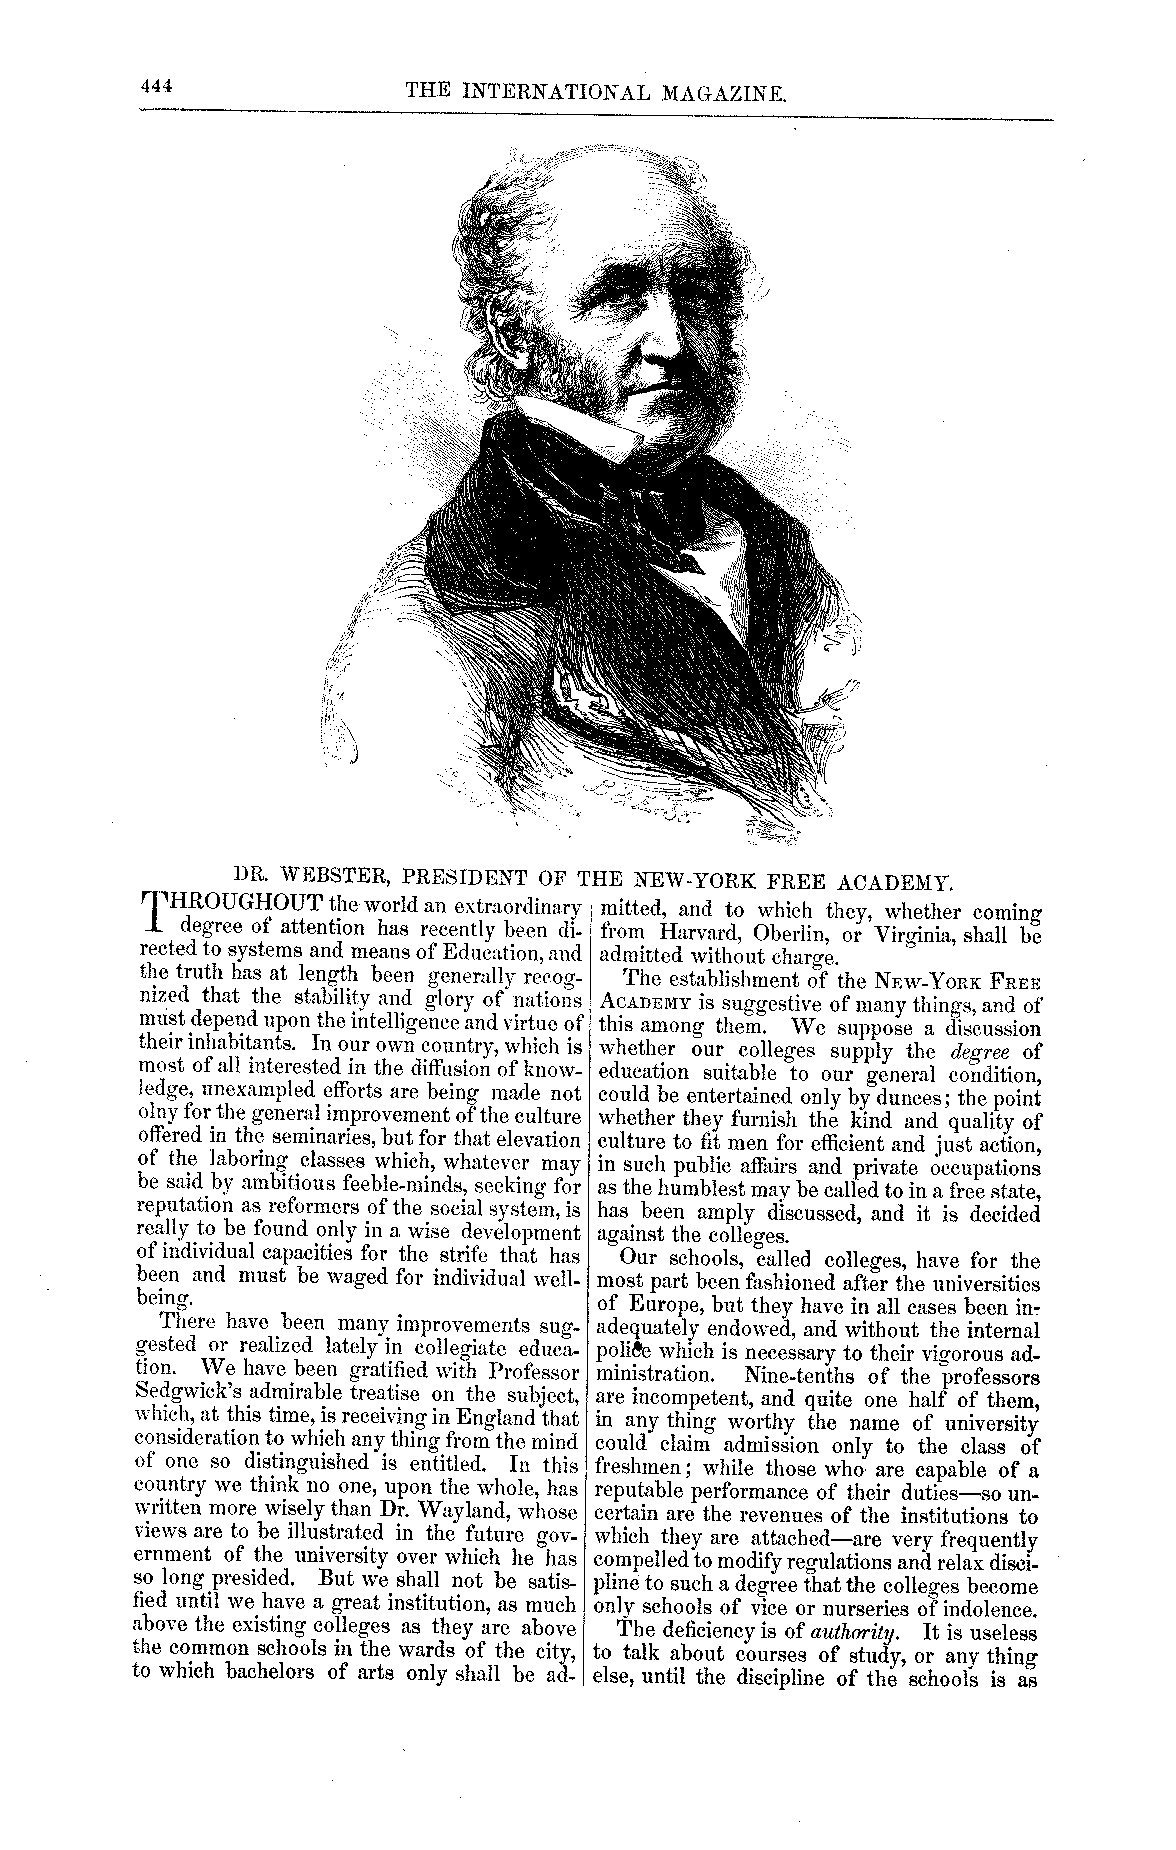 444
THE INTERNATIONAL MAGAZINE.
DR. WEBSTER, PRESIDENT OF THE NEW-YORK FREE ACADEMY.
THROUGHOUT the world an extraordinary
degree of attention has recently been di-
rected to systems and means of Education, and
the truth has at length been generally recog-
nized that the stability and glory of nations
must depend upon the intelligence and virtue of
their inhabitants. In our own country, which is
most of all interested in the diffusion of know-
ledge, unexampled efforts are being made not
olny for the general improvement of the culture
offered in the seminaries, but for that elevation
of the laboring classes which, whatever may
be said by ambitious feeble-minds, seeking for
reputation as reformers of the social system, is
really to be found only in a wise development
of individual capacities for the strife that has
been and must be waged for individual well-
being.
There have been many improvements sug-
gested or realized lately in collegiate educa-
tion. We have been gratified with Professor
Sedgwick's admirable treatise on the subject,
which, at this time, is receiving in England that
consideration to which any thing from the mind
of one so distinguished is entitled. In this
country we think no one, upon the whole, has
written more wisely than Dr. Wayland, whose
views are to be illustrated in the future gov-
ernment of the university over which he has
so long presided. But we shall not be satis-
fied until we have a great institution, as much
above the existing colleges as they are above
the common schools in the wards of the city,
to which bachelors of arts only shall be ad-
mitted, and to which they, whether coming
from Harvard, Oberlin, or Virginia, shall be
admitted without charge.
The establishment of the NEW-YORK FREE
ACADEMY is suggestive of many things, and of
this among them. We suppose a discussion
whether our colleges supply the degree of
education suitable to our general condition,
could be entertained only by dunces; the point
whether they furnish the kind and quality of
culture to fit men for efficient and just action,
in such public affairs and private occupations
as the humblest may be called to in a free state,
has been amply discussed, and it is decided
against the colleges.
Our schools, called colleges, have for the
most part been fashioned after the universities
of Europe, but they have in all cases been in-
adequately endowed, and without the internal
police which is necessary to their vigorous ad-
ministration. Nine-tenths of the professors
are incompetent, and quite one half of them,
in any thing worthy the name of university
could claim admission only to the class of
freshmen; while those who are capable of a
reputable performance of their duties—so un-
certain are the revenues of the institutions to
which they are attached—are very frequently
compelled to modify regulations and relax disci-
pline to such a degree that the colleges become
only schools of vice or nurseries of indolence.
The deficiency is of authority. It is useless
to talk about courses of study, or any thing
else, until the discipline of the schools is as